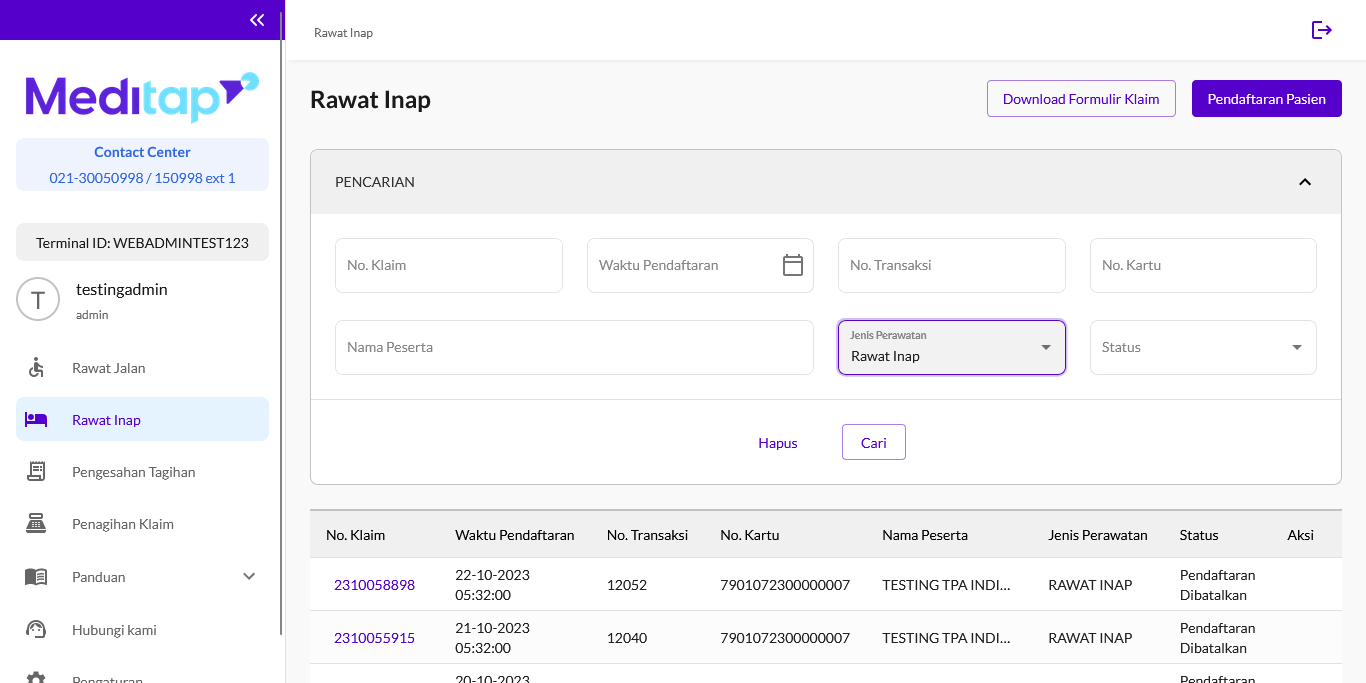 Rawat Inap
Meditap
Contact Center
021-30050998 / 150998 ext 1
Terminal ID: WEBADMINTEST123
T
testingadmin
admin
Rawat Jalan
Rawat Inap
Pengesahan Tagihan
Penagihan Klaim
Panduan
Hubungi kami
Pengaturan
Rawat Inap
Download Formulir Klaim
Pendaftaran Pasien
PENCARIAN
No. Klaim
Waktu Pendaftaran
No. Transaksi
No. Kartu
Nama Peserta
Jenis Perawatan
Rawat Inap
Status
Hapus
Cari
No. Klaim Waktu Pendaftaran No. Transaksi No. Kartu Nama Peserta Jenis Perawatan Status Aksi
2310058898 22-10-2023 05:32:00 12052 7901072300000007 TESTING TPA INDI... RAWAT INAP Pendaftaran Dibatalkan
2310055915 21-10-2023 05:32:00 12040 7901072300000007 TESTING TPA INDI... RAWAT INAP Pendaftaran Dibatalkan
20-10-2023 Pendaftaran